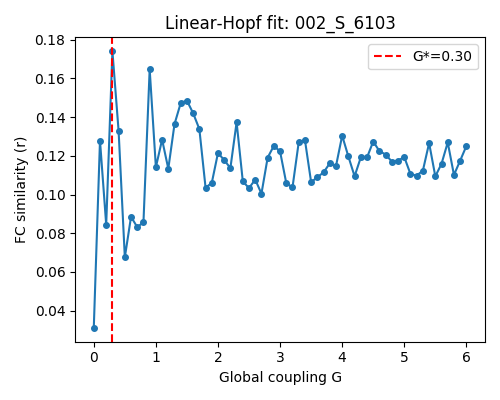 Linear-Hopf fit: 002_S_6103
G*=0.30
FC similarity (r)
0.18
0.16
0.14
0.12
0.10
0.08
0.06
0.04
0 1 2 3 4 5 6
Global coupling G